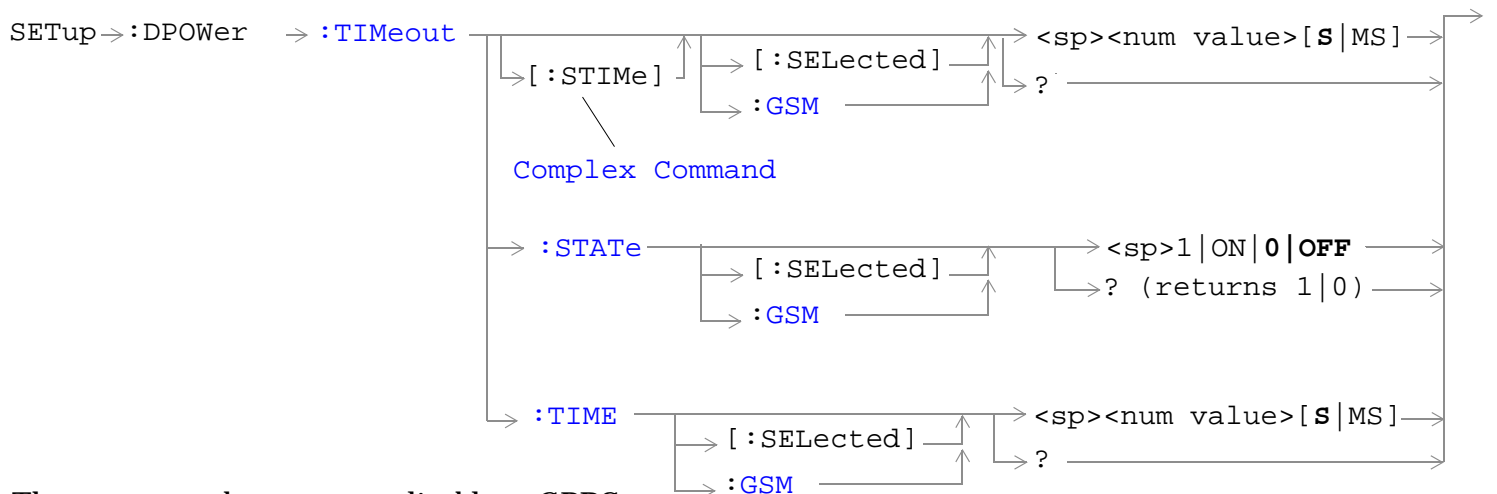 SETup :DPOWer :TIMeout <sp><num value>[S|MS]
[:STIMe] [:SELected] ?
:GSM
Complex Command
:STATe <sp>1|ON|0|OFF
[:SELected] ? (returns 1|0)
:GSM
:TIME <sp><num value>[S|MS]
[:SELected] ?
:GSM